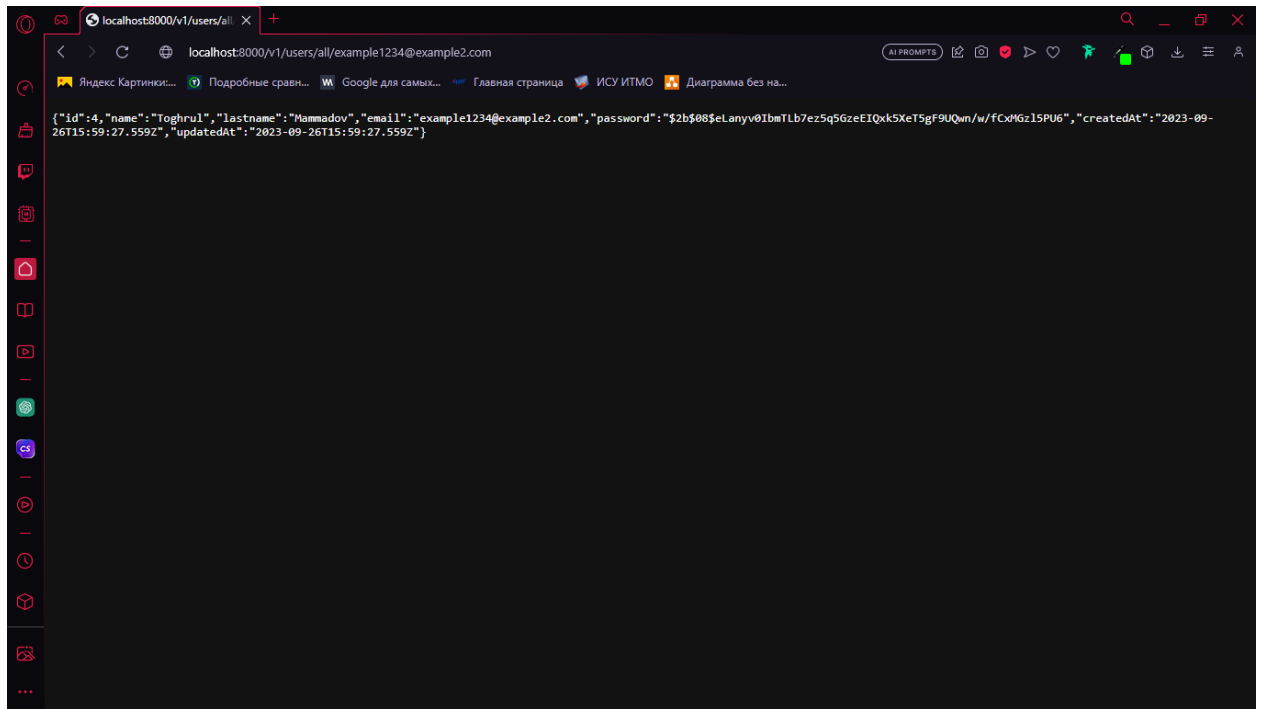 localhost:8000/v1/users/all
localhost:8000/v1/users/all/example1234@example2.com
AI PROMPTS
Яндекс Картинки:... Подробные сравн... Google для самых... Главная страница ИСУ ИТМО Диаграмма без на...
{"id":4,"name":"Toghrul","lastname":"Mammadov","email":"example1234@example2.com","password":"$2b$08$eLanyv0IbmTLb7ez5q5GzeEIQxk5XeT5gF9UQwn/w/fCxMGzl5PU6","createdAt":"2023-09-
26T15:59:27.559Z","updatedAt":"2023-09-26T15:59:27.559Z"}
CS